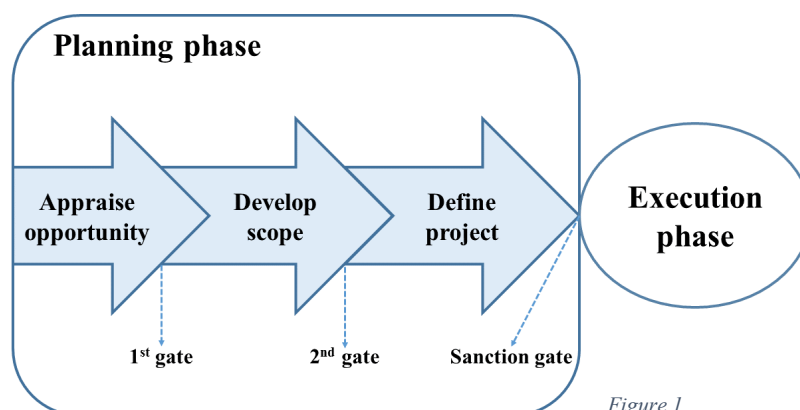 Planning phase
Appraise
opportunity
Develop
scope
Define
project
Execution
phase
1st gate
2nd gate
Sanction gate
Figure 1